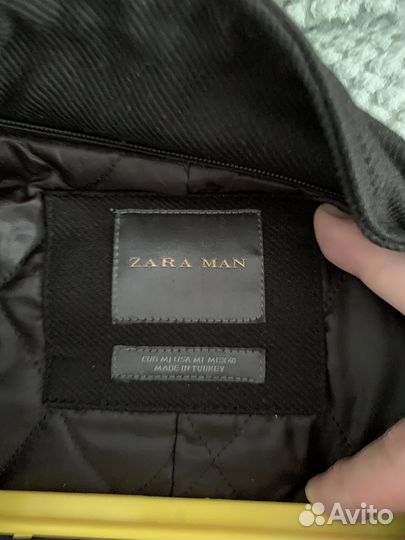 ZARA MAN
EUR M | USA M | MEX 40
MADE IN TURKEY
Avito